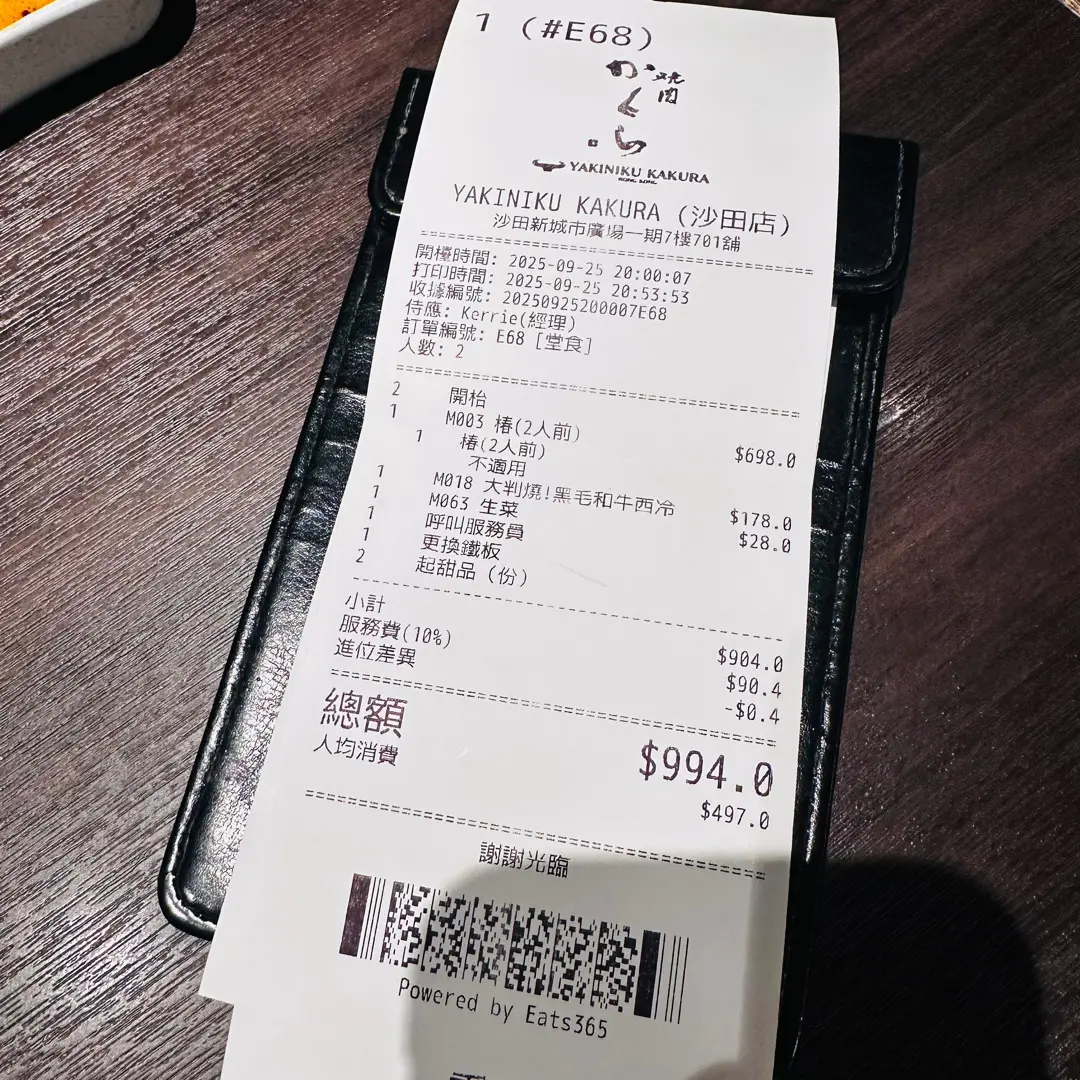 1 (#E68)
焼肉
かくら
YAKINIKU KAKURA
HONG KONG
YAKINIKU KAKURA (沙田店)
沙田新城市廣場一期7樓701舖
開檯時間: 2025-09-25 20:00:07
打印時間: 2025-09-25 20:53:53
收據編號: 20250925200007E68
侍應: Kerrie(經理)
訂單編號: E68 [堂食]
人數: 2
2 開枱
1 M003 椿(2人前) $698.0
1 椿(2人前)
不適用
1 M018 大判燒!黑毛和牛西冷 $178.0
1 M063 生菜 $28.0
1 呼叫服務員
1 更換鐵板
2 起甜品 (份)
小計 $904.0
服務費(10%) $90.4
進位差異 -$0.4
總額 $994.0
人均消費 $497.0
謝謝光臨
Powered by Eats365